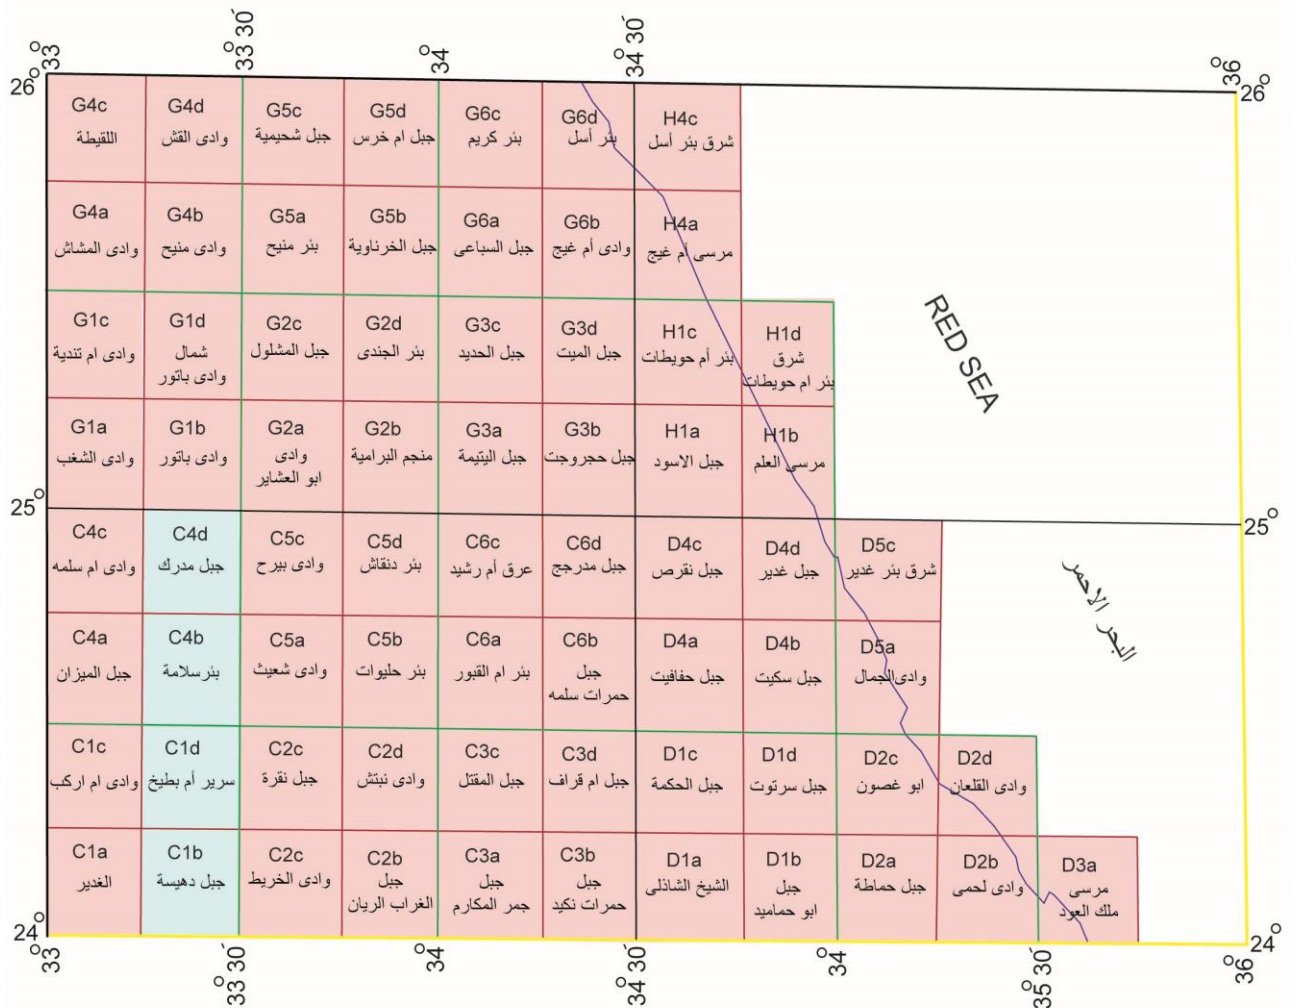 33°
33° 30´
34°
34° 30´
36°
26°
26°
G4c
اللقيطة
G4d
وادى القش
G5c
جبل شحيمية
G5d
جبل ام خرس
G6c
بئر كريم
G6d
بئر أسل
H4c
شرق بئر أسل
G4a
وادى المشاش
G4b
وادى منيح
G5a
بئر منيح
G5b
جبل الخرناوية
G6a
جبل السباعى
G6b
وادى أم غيج
H4a
مرسى أم غيج
G1c
وادى ام تندية
G1d
شمال
وادى باتور
G2c
جبل المشلول
G2d
بئر الجندى
G3c
جبل الحديد
G3d
جبل الميت
H1c
بئر أم حويطات
H1d
شرق
بئر ام حويطات
RED SEA
G1a
وادى الشغب
G1b
وادى باتور
G2a
وادى
ابو العشاير
G2b
منجم البرامية
G3a
جبل اليتيمة
G3b
جبل حجروجت
H1a
جبل الاسود
H1b
مرسى العلم
25°
25°
C4c
وادى ام سلمه
C4d
جبل مدرك
C5c
وادى بيرح
C5d
بئر دنقاش
C6c
عرق أم رشيد
C6d
جبل مدرجج
D4c
جبل نقرص
D4d
جبل غدير
D5c
شرق بئر غدير
البحر الاحمر
C4a
جبل الميزان
C4b
بئرسلامة
C5a
وادى شعيث
C5b
بئر حليوات
C6a
بئر ام القبور
C6b
جبل
حمرات سلمه
D4a
جبل حفافيت
D4b
جبل سكيت
D5a
وادىالجمال
C1c
وادى ام اركب
C1d
سرير أم بطيخ
C2c
جبل نقرة
C2d
وادى نبتش
C3c
جبل المقتل
C3d
جبل ام قراف
D1c
جبل الحكمة
D1d
جبل سرتوت
D2c
ابو غصون
D2d
وادى القلعان
C1a
الغدير
C1b
جبل دهيسة
C2c
وادى الخريط
C2b
جبل
الغراب الريان
C3a
جبل
جمر المكارم
C3b
جبل
حمرات نكيد
D1a
الشيخ الشاذلى
D1b
جبل
ابو حماميد
D2a
جبل حماطة
D2b
وادى لحمى
D3a
مرسى
ملك العود
24°
24°
33°
33° 30´
34°
34° 30´
34°
35° 30´
36°